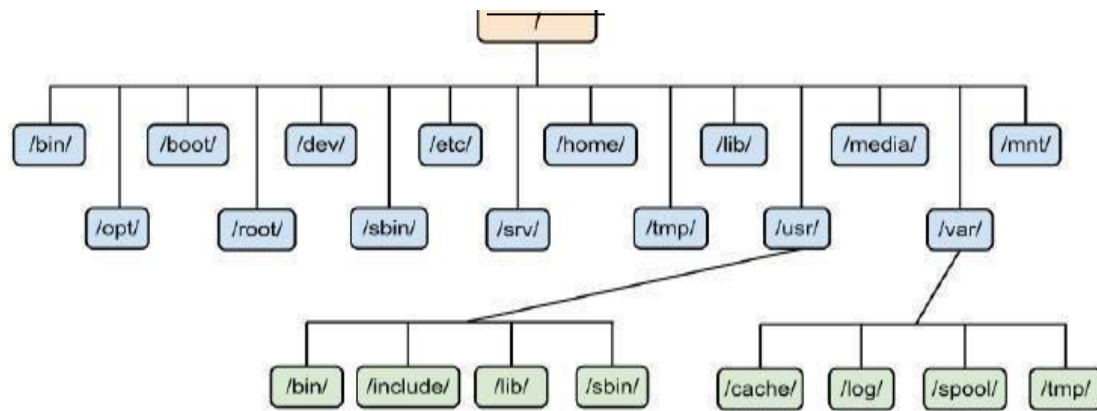 /
/bin/ /boot/ /dev/ /etc/ /home/ /lib/ /media/ /mnt/
/opt/ /root/ /sbin/ /srv/ /tmp/ /usr/ /var/
/bin/ /include/ /lib/ /sbin/ /cache/ /log/ /spool/ /tmp/